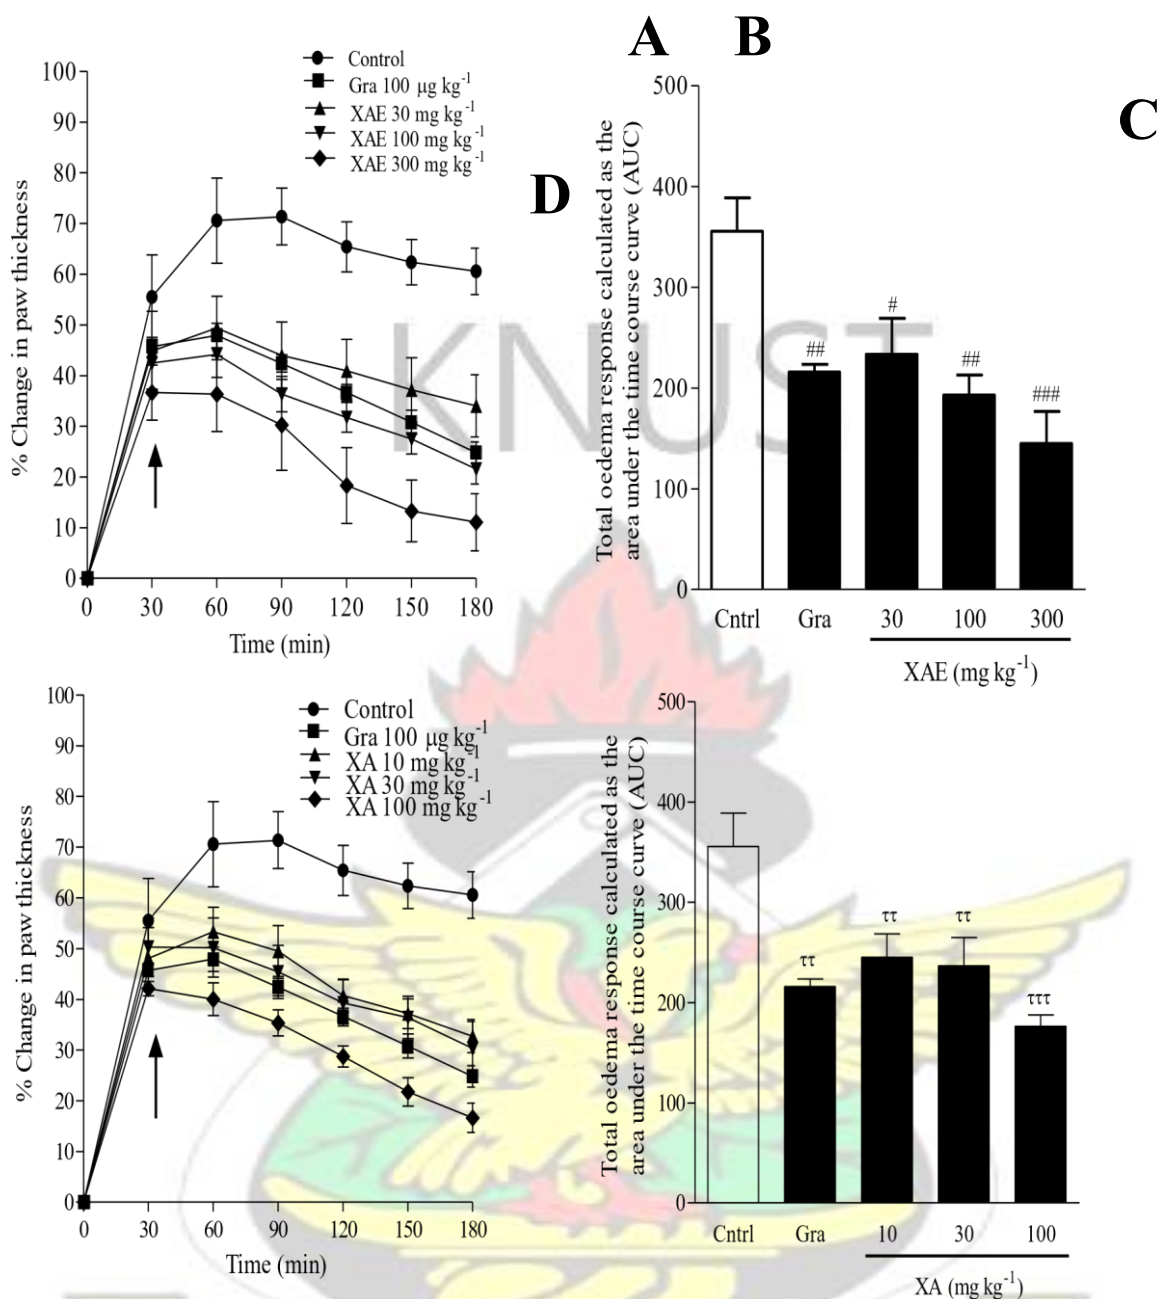 A B
C
D
Control
Gra 100 µg kg-1
XAE 30 mg kg-1
XAE 100 mg kg-1
XAE 300 mg kg-1
% Change in paw thickness
100
90
80
70
60
50
40
30
20
10
0
0 30 60 90 120 150 180
Time (min)
Total oedema response calculated as the
area under the time course curve (AUC)
500
400
300
200
100
0
##
#
##
###
Cntrl Gra 30 100 300
XAE (mg kg-1)
KNUST
Control
Gra 100 µg kg-1
XA 10 mg kg-1
XA 30 mg kg-1
XA 100 mg kg-1
% Change in paw thickness
100
90
80
70
60
50
40
30
20
10
0
0 30 60 90 120 150 180
Time (min)
Total oedema response calculated as the
area under the time course curve (AUC)
500
400
300
200
100
0
ττ
ττ
ττ
τττ
Cntrl Gra 10 30 100
XA (mg kg-1)